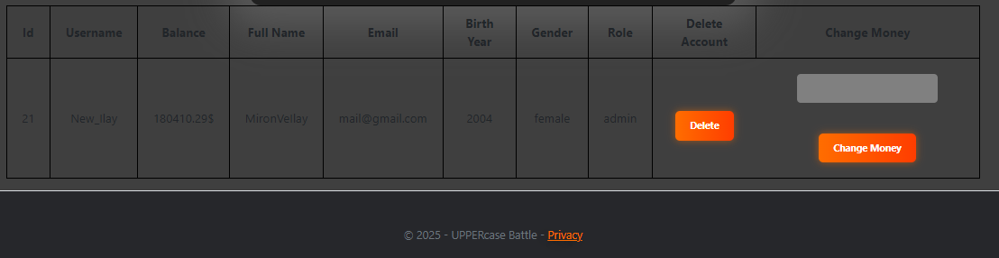 Id Username Balance Full Name Email Birth Year Gender Role Delete Account Change Money
21 New_Ilay 180410.29$ MironVellay mail@gmail.com 2004 female admin Delete Change Money
© 2025 - UPPERcase Battle - Privacy